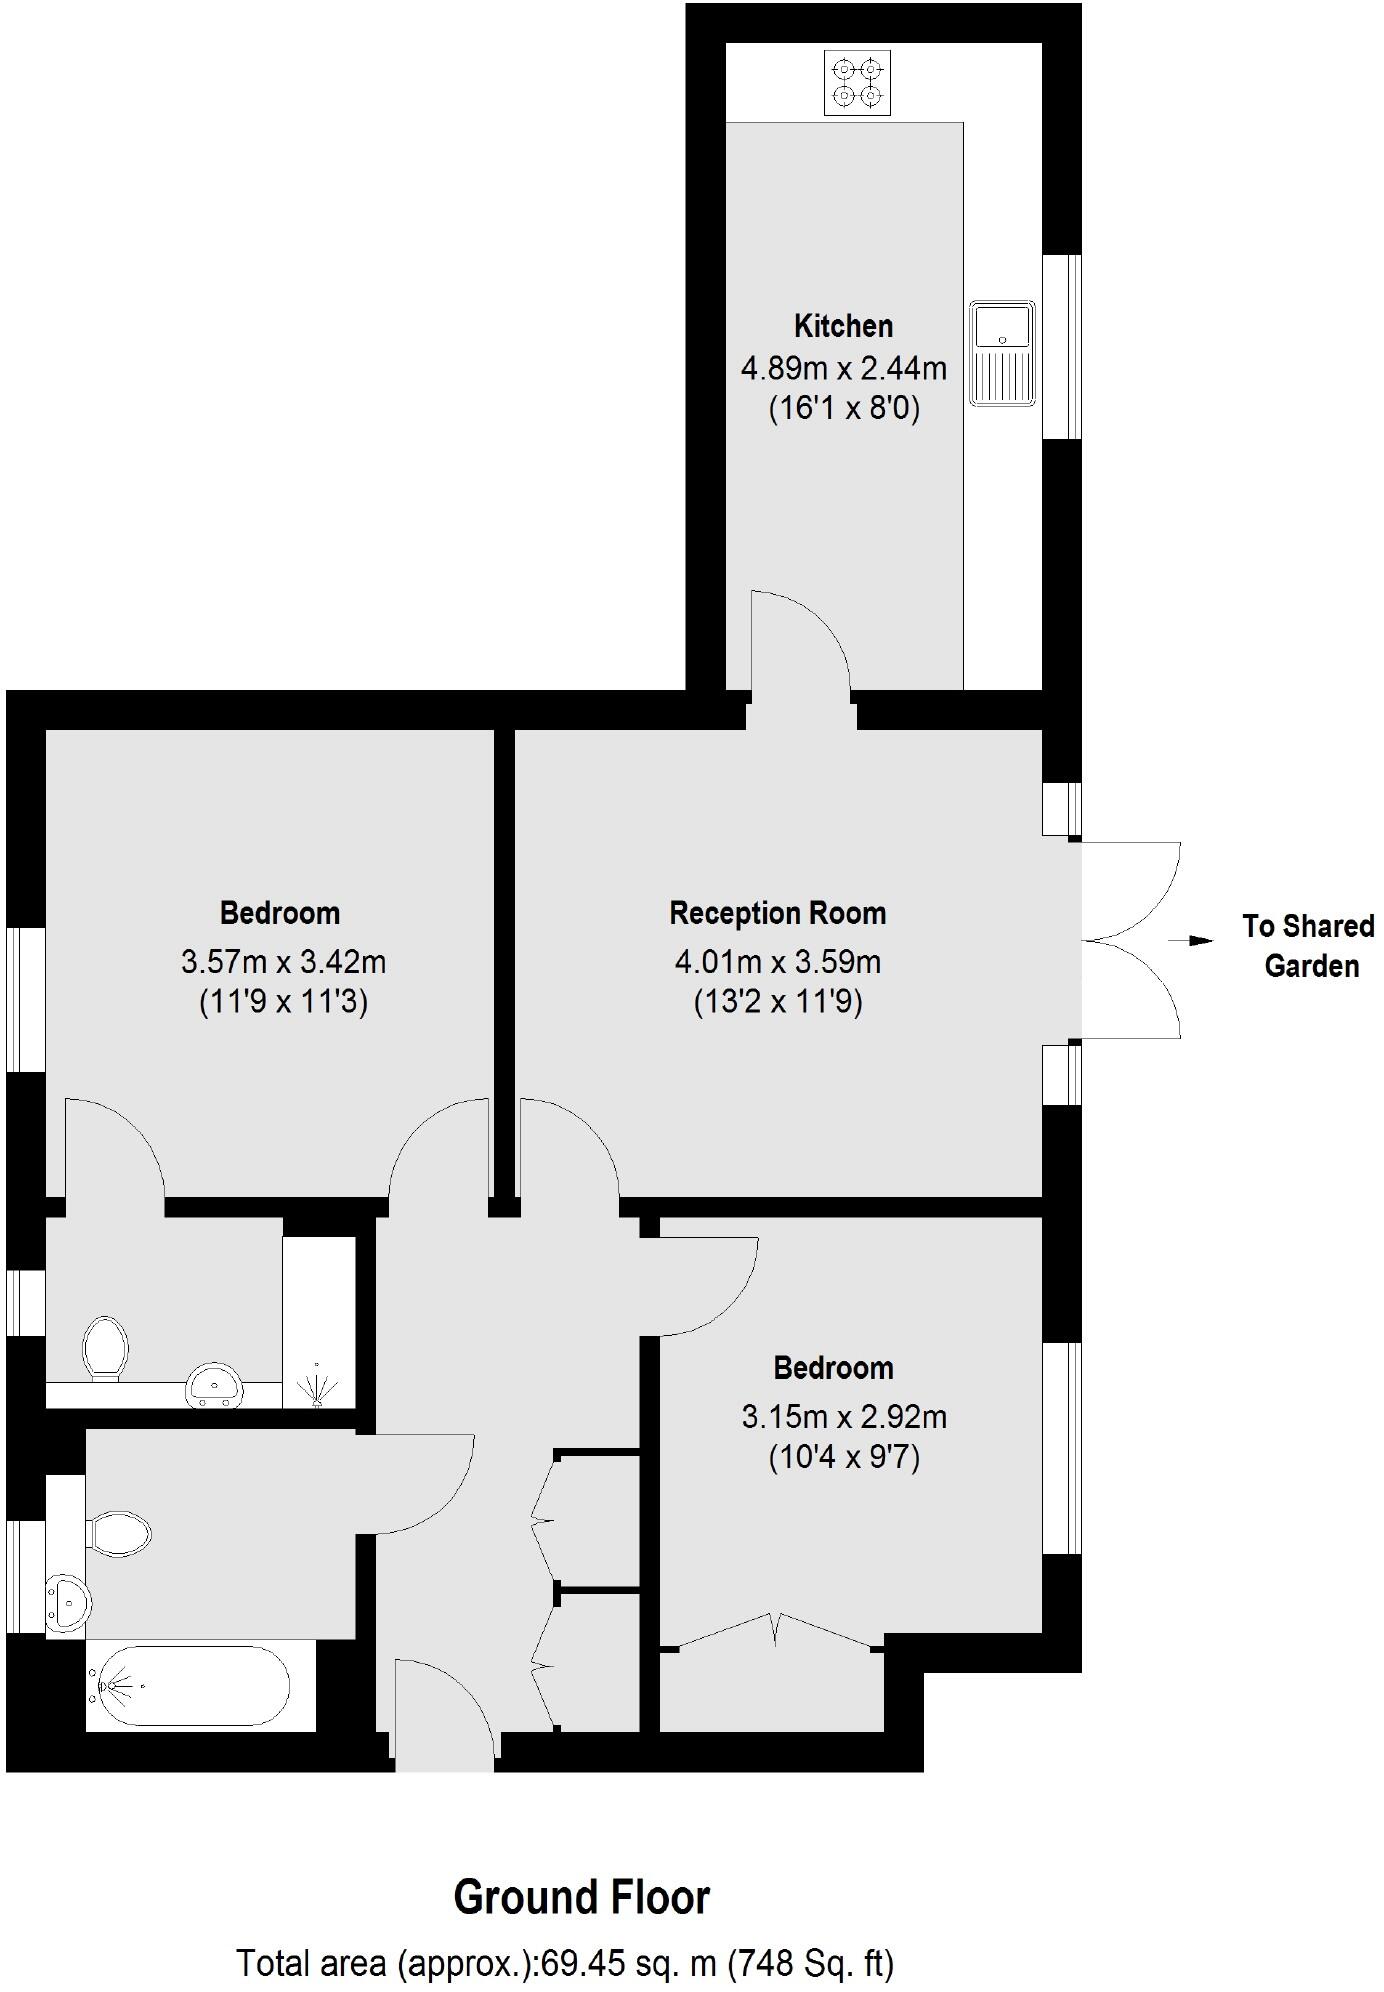 Kitchen
4.89m x 2.44m
(16'1 x 8'0)
Bedroom
3.57m x 3.42m
(11'9 x 11'3)
Reception Room
4.01m x 3.59m
(13'2 x 11'9)
To Shared
Garden
Bedroom
3.15m x 2.92m
(10'4 x 9'7)
Ground Floor
Total area (approx.):69.45 sq. m (748 Sq. ft)